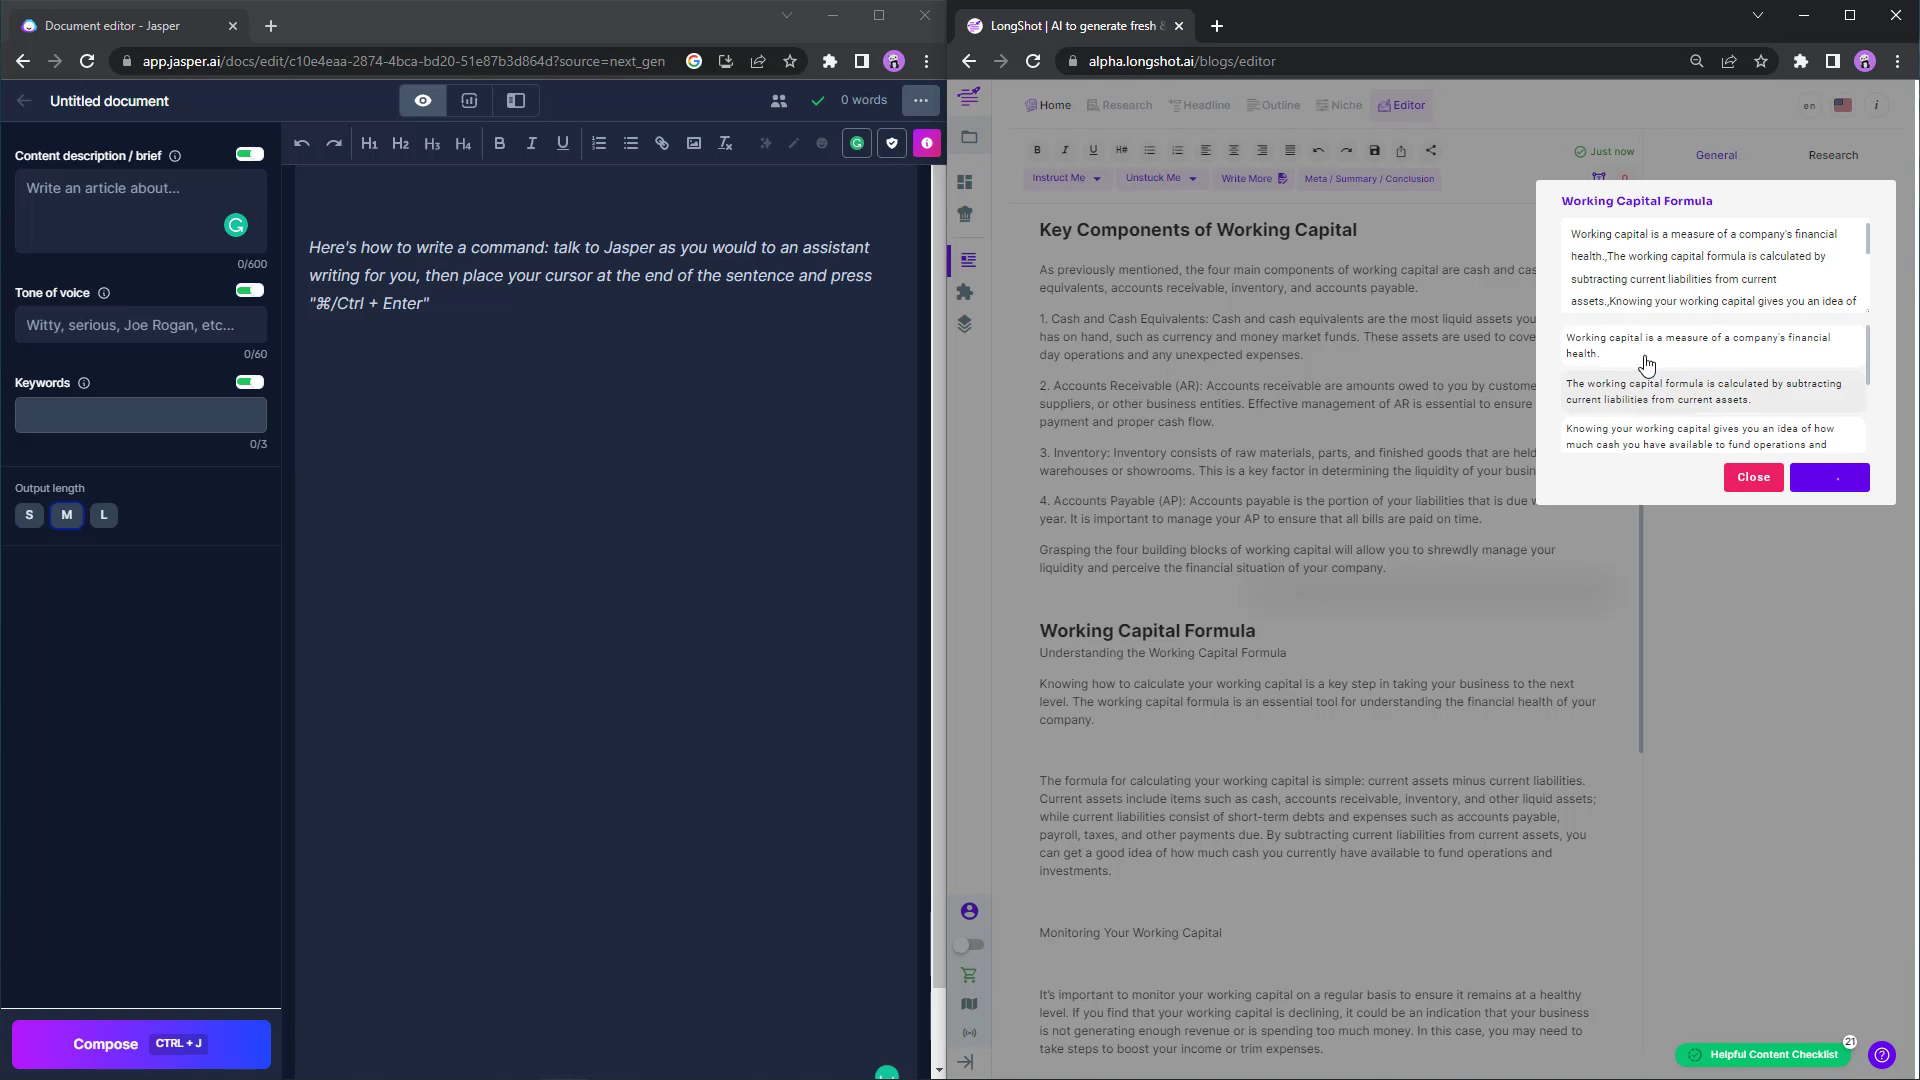 Document editor - Jasper
app.jasper.ai/docs/edit/c10e4eaa-2874-4bca-bd20-51e87b3d864d?source=next_gen
Untitled document
0 words
Content description / brief
Write an article about...
0/600
Tone of voice
Witty, serious, Joe Rogan, etc...
0/60
Keywords
0/3
Output length
S M L
Compose CTRL + J
H1 H2 H3 H4 B I U
Here's how to write a command: talk to Jasper as you would to an assistant
writing for you, then place your cursor at the end of the sentence and press
"⌘/Ctrl + Enter"
LongShot | AI to generate fresh &
alpha.longshot.ai/blogs/editor
Home Research Headline Outline Niche Editor
en
B I U H#
Just now
General Research
Instruct Me Unstuck Me Write More Meta / Summary / Conclusion
0
Key Components of Working Capital
As previously mentioned, the four main components of working capital are cash and cas
equivalents, accounts receivable, inventory, and accounts payable.
1. Cash and Cash Equivalents: Cash and cash equivalents are the most liquid assets you
has on hand, such as currency and money market funds. These assets are used to cove
day operations and any unexpected expenses.
2. Accounts Receivable (AR): Accounts receivable are amounts owed to you by custome
suppliers, or other business entities. Effective management of AR is essential to ensure
payment and proper cash flow.
3. Inventory: Inventory consists of raw materials, parts, and finished goods that are held
warehouses or showrooms. This is a key factor in determining the liquidity of your busin
4. Accounts Payable (AP): Accounts payable is the portion of your liabilities that is due w
year. It is important to manage your AP to ensure that all bills are paid on time.
Grasping the four building blocks of working capital will allow you to shrewdly manage your
liquidity and perceive the financial situation of your company.
Working Capital Formula
Understanding the Working Capital Formula
Knowing how to calculate your working capital is a key step in taking your business to the next
level. The working capital formula is an essential tool for understanding the financial health of your
company.
The formula for calculating your working capital is simple: current assets minus current liabilities.
Current assets include items such as cash, accounts receivable, inventory, and other liquid assets;
while current liabilities consist of short-term debts and expenses such as accounts payable,
payroll, taxes, and other payments due. By subtracting current liabilities from current assets, you
can get a good idea of how much cash you currently have available to fund operations and
investments.
Monitoring Your Working Capital
It's important to monitor your working capital on a regular basis to ensure it remains at a healthy
level. If you find that your working capital is declining, it could be an indication that your business
is not generating enough revenue or is spending too much money. In this case, you may need to
take steps to boost your income or trim expenses.
Working Capital Formula
Working capital is a measure of a company's financial
health.,The working capital formula is calculated by
subtracting current liabilities from current
assets.,Knowing your working capital gives you an idea of
Working capital is a measure of a company's financial
health.
The working capital formula is calculated by subtracting
current liabilities from current assets.
Knowing your working capital gives you an idea of how
much cash you have available to fund operations and
Close
Helpful Content Checklist
21